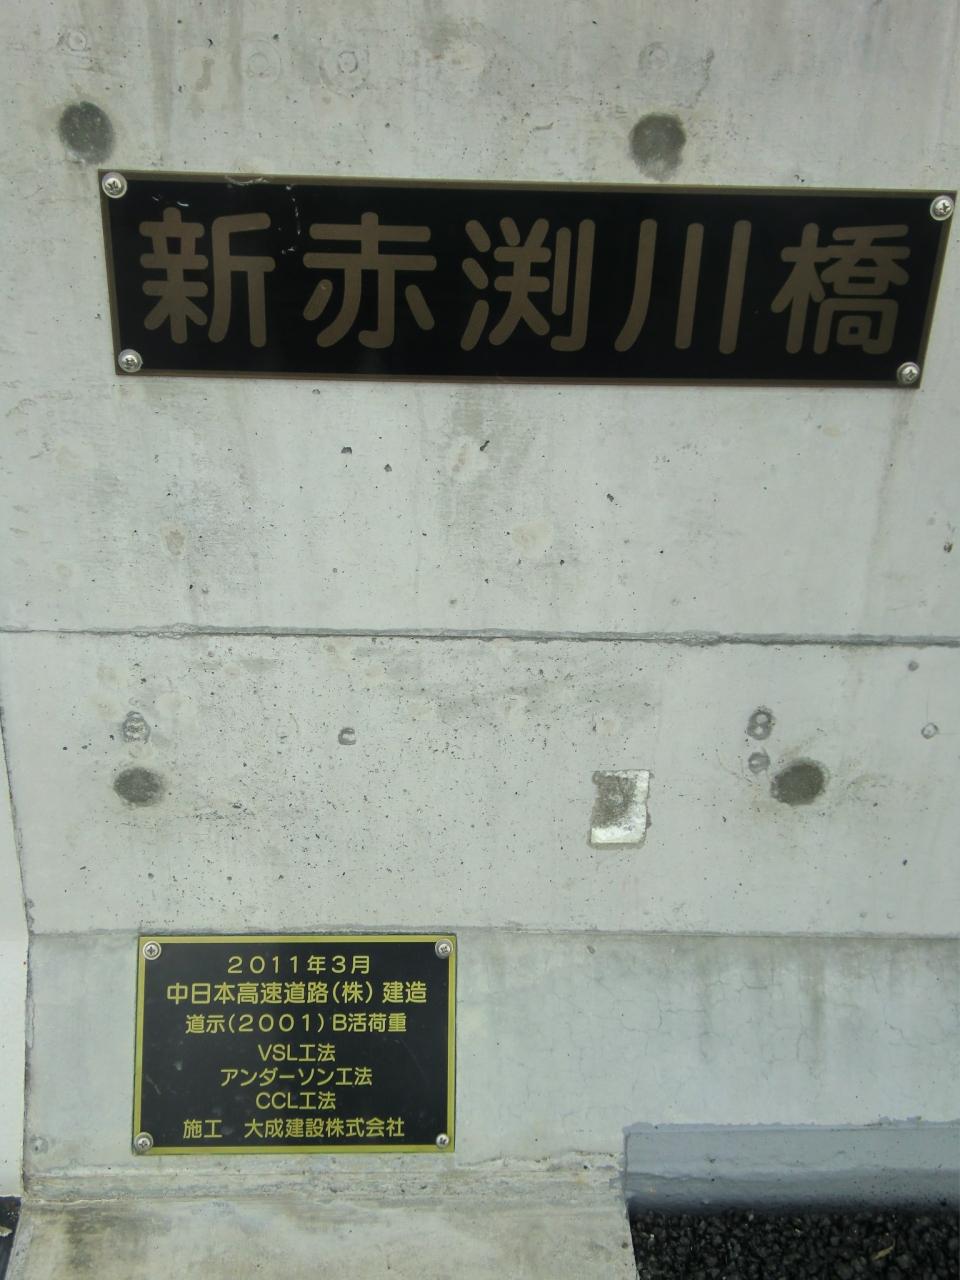 新赤渕川橋
2011年3月
中日本高速道路(株)建造
道示(2001)B活荷重
VSL工法
アンダーソン工法
CCL工法
施工　大成建設株式会社